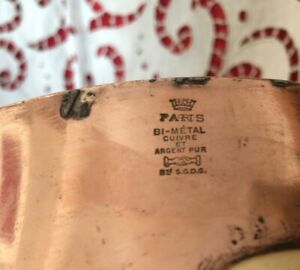 PARIS
BI-MÉTAL
CUIVRE
ET
ARGENT PUR
BTÉ S.G.D.G.